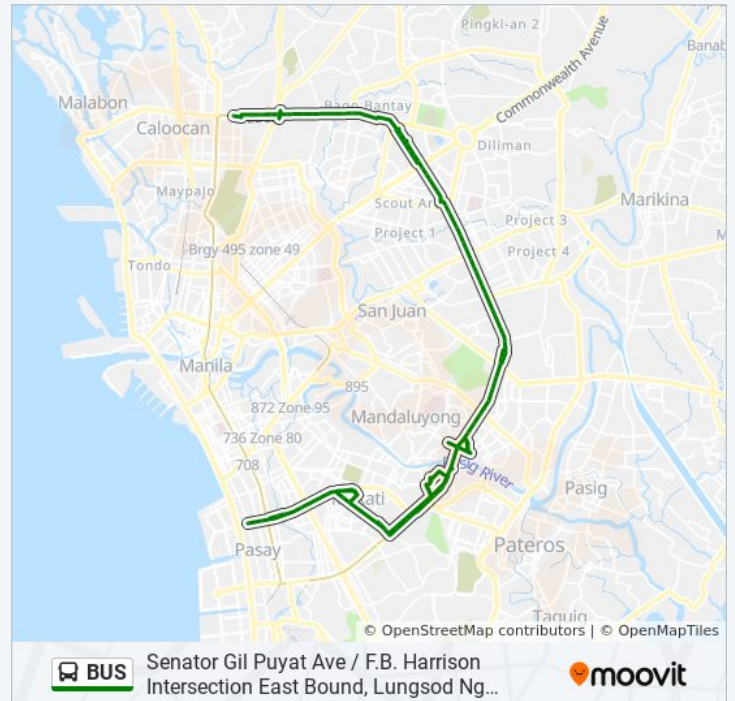 Pingki-an 2
Commonwealth Avenue
Malabon
Bago Bantay
Caloocan
Diliman
Maypajo
Scout Ar
Marikina
Project 3
Project 1
Brgy 495 zone 49
Project 4
Tondo
San Juan
Manila
895
872 Zone 95
Mandaluyong
736 Zone 80
708
Pasig River
Pasig
Pasay
Pateros
Taguig
© OpenStreetMap contributors | © OpenMapTiles
BUS
Senator Gil Puyat Ave / F.B. Harrison
Intersection East Bound, Lungsod Ng…
moovit